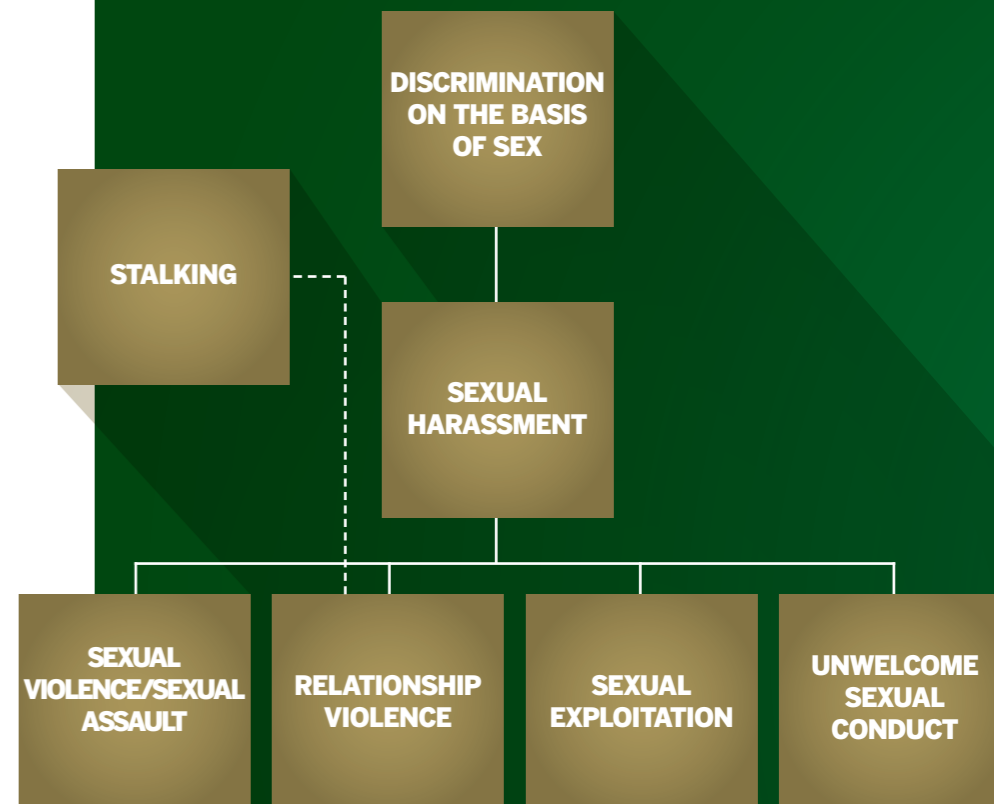 DISCRIMINATION
ON THE BASIS
OF SEX
STALKING
SEXUAL
HARASSMENT
SEXUAL
VIOLENCE/SEXUAL
ASSAULT
RELATIONSHIP
VIOLENCE
SEXUAL
EXPLOITATION
UNWELCOME
SEXUAL
CONDUCT